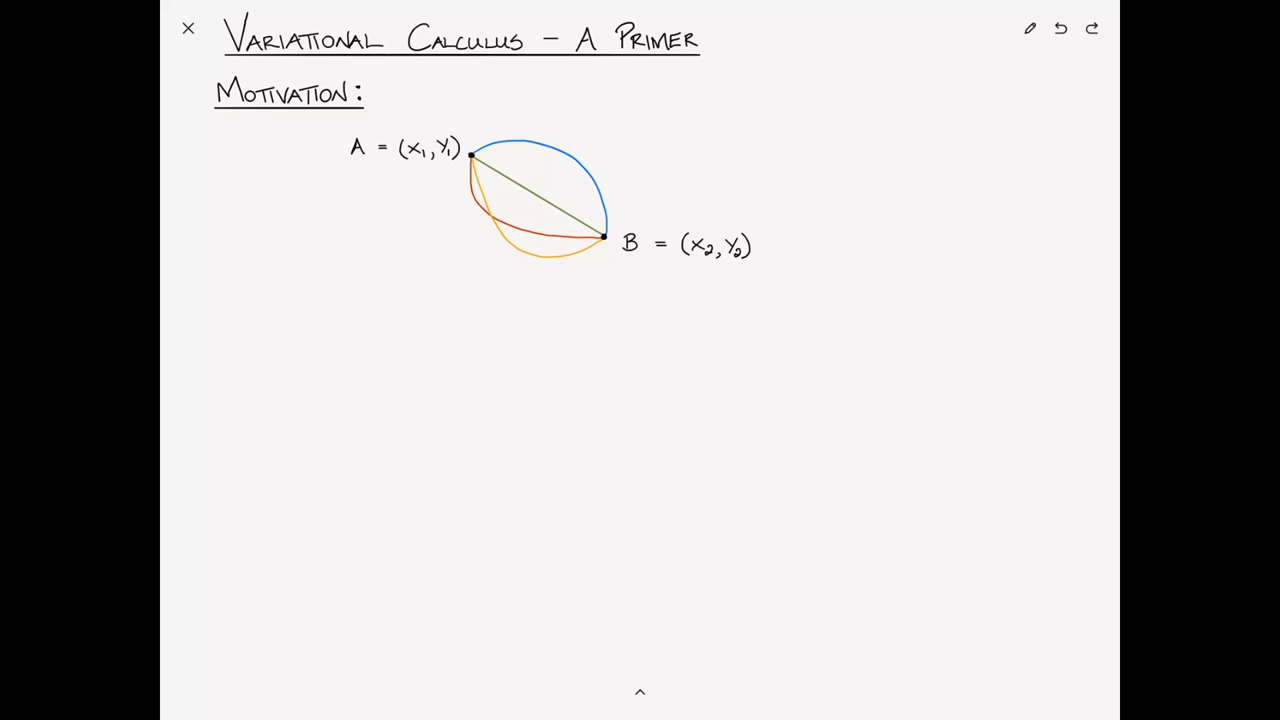 VARIATIONAL CALCULUS – A PRIMER
MOTIVATION:
A = (x₁, y₁)
B = (x₂, y₂)